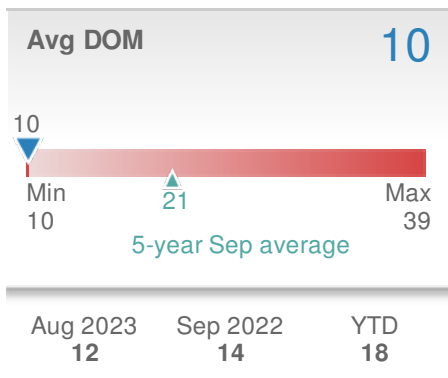 Avg DOM 10
10
Min Max
10 21 39
5-year Sep average
Aug 2023 Sep 2022 YTD
12 14 18